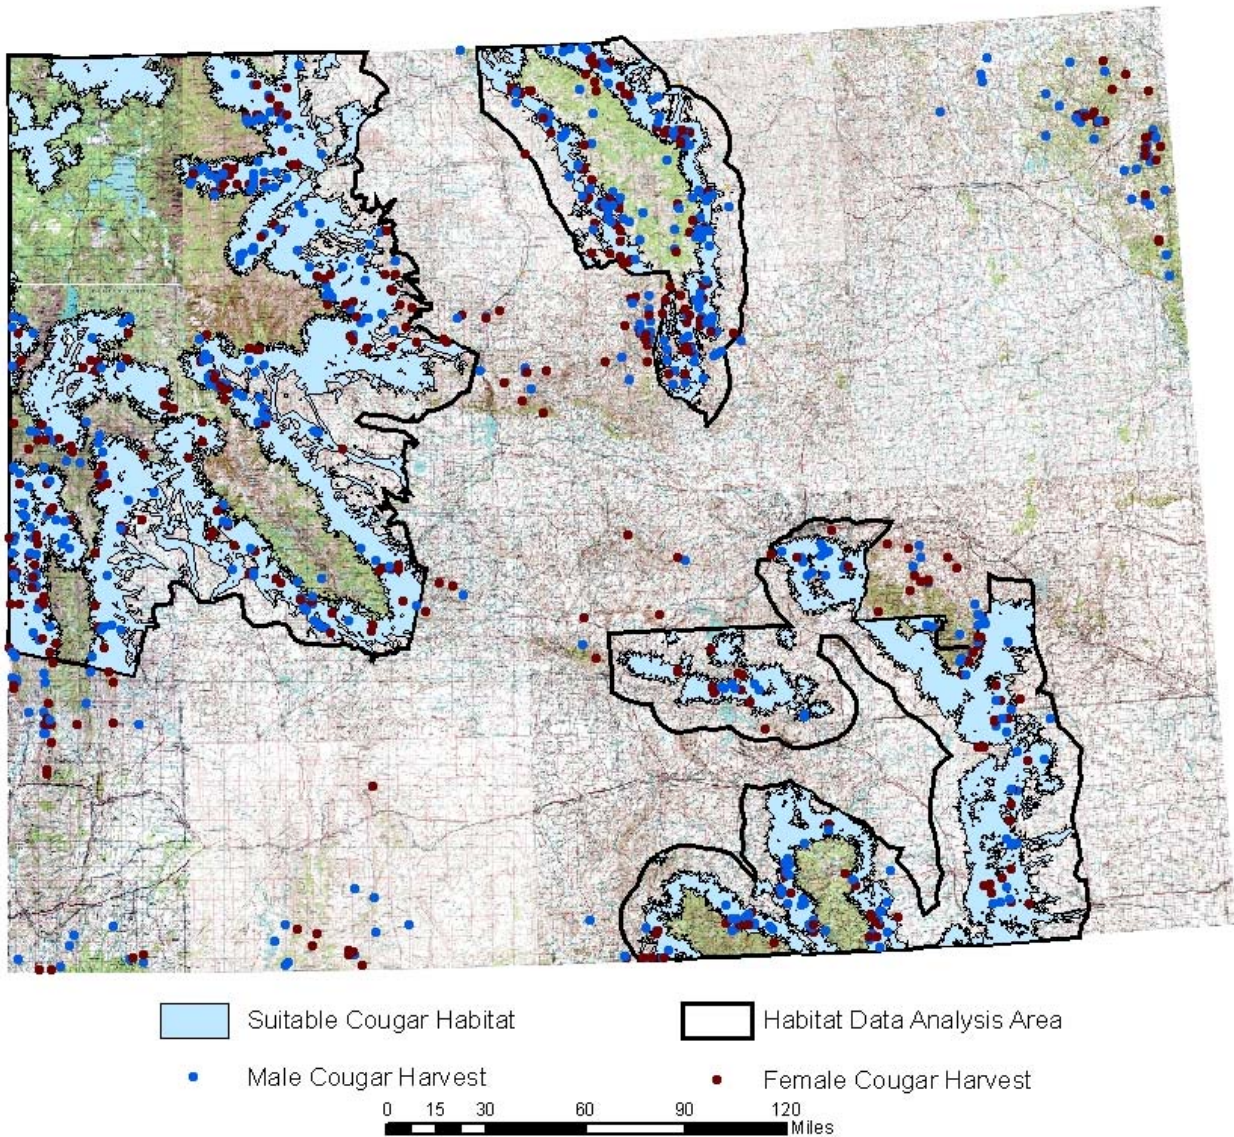 Suitable Cougar Habitat
Habitat Data Analysis Area
Male Cougar Harvest
Female Cougar Harvest
0 15 30 60 90 120
Miles